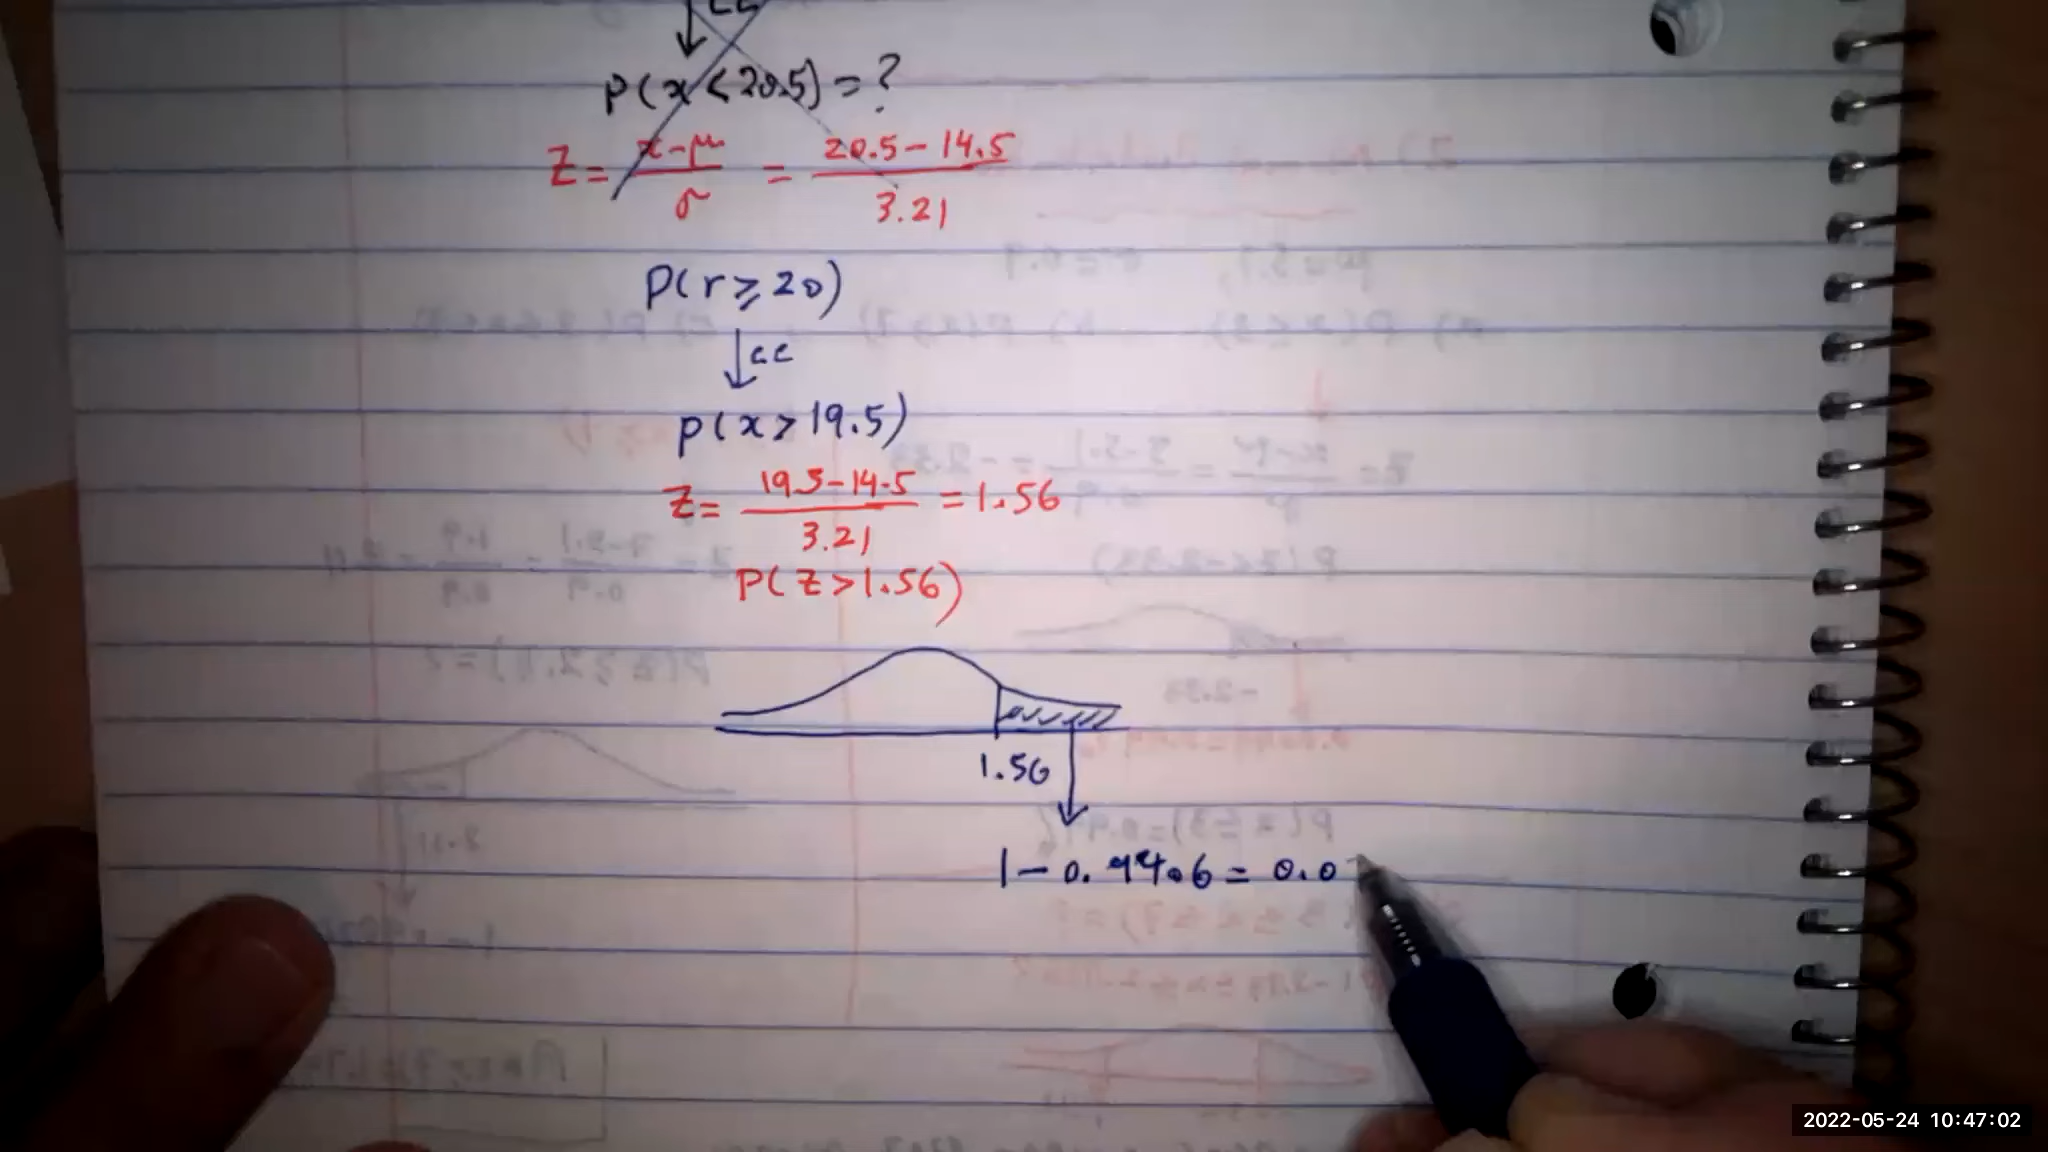 P(x<20.5)=?
Z= x-μ/σ = 20.5-14.5/3.21
P(r≥20)
↓cc
P(x>19.5)
Z= 19.5-14.5/3.21 =1.56
P(Z>1.56)
1.56
1-0.9406=0.0
2022-05-24 10:47:02